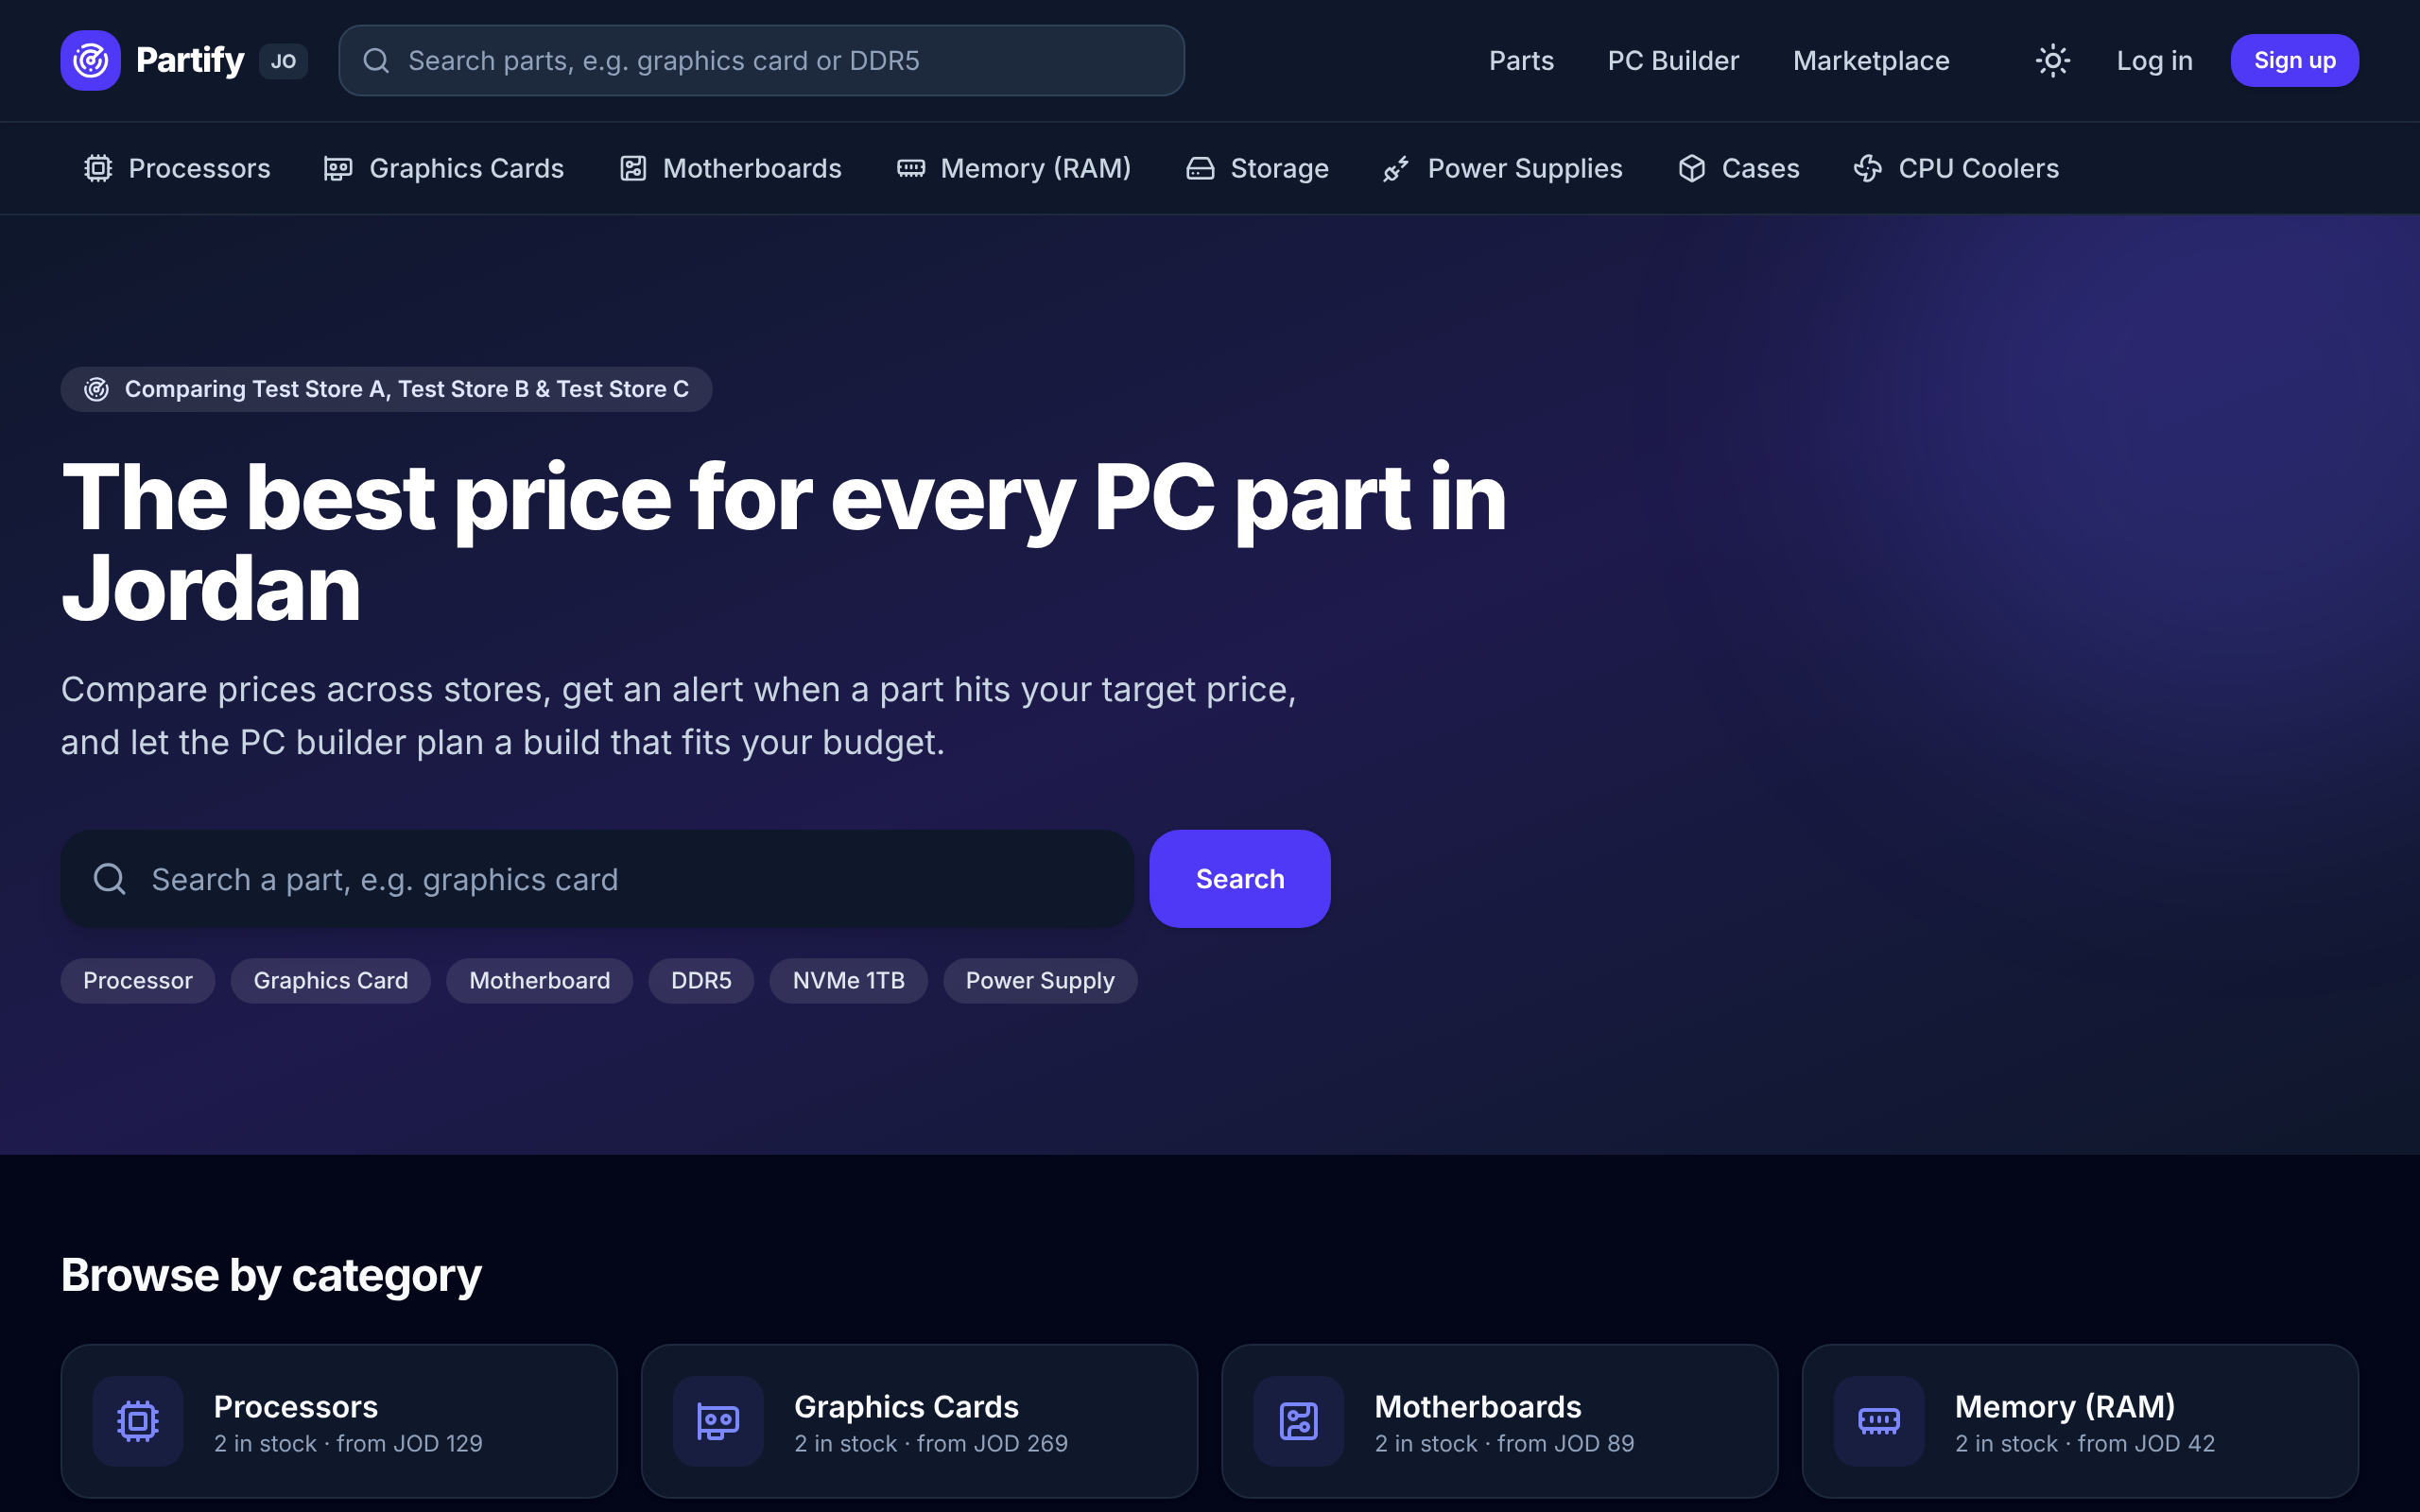 Partify JO
Search parts, e.g. graphics card or DDR5
Parts
PC Builder
Marketplace
Log in
Sign up
Processors
Graphics Cards
Motherboards
Memory (RAM)
Storage
Power Supplies
Cases
CPU Coolers
Comparing Test Store A, Test Store B & Test Store C
The best price for every PC part in
Jordan
Compare prices across stores, get an alert when a part hits your target price,
and let the PC builder plan a build that fits your budget.
Search a part, e.g. graphics card
Search
Processor
Graphics Card
Motherboard
DDR5
NVMe 1TB
Power Supply
Browse by category
Processors
2 in stock · from JOD 129
Graphics Cards
2 in stock · from JOD 269
Motherboards
2 in stock · from JOD 89
Memory (RAM)
2 in stock · from JOD 42